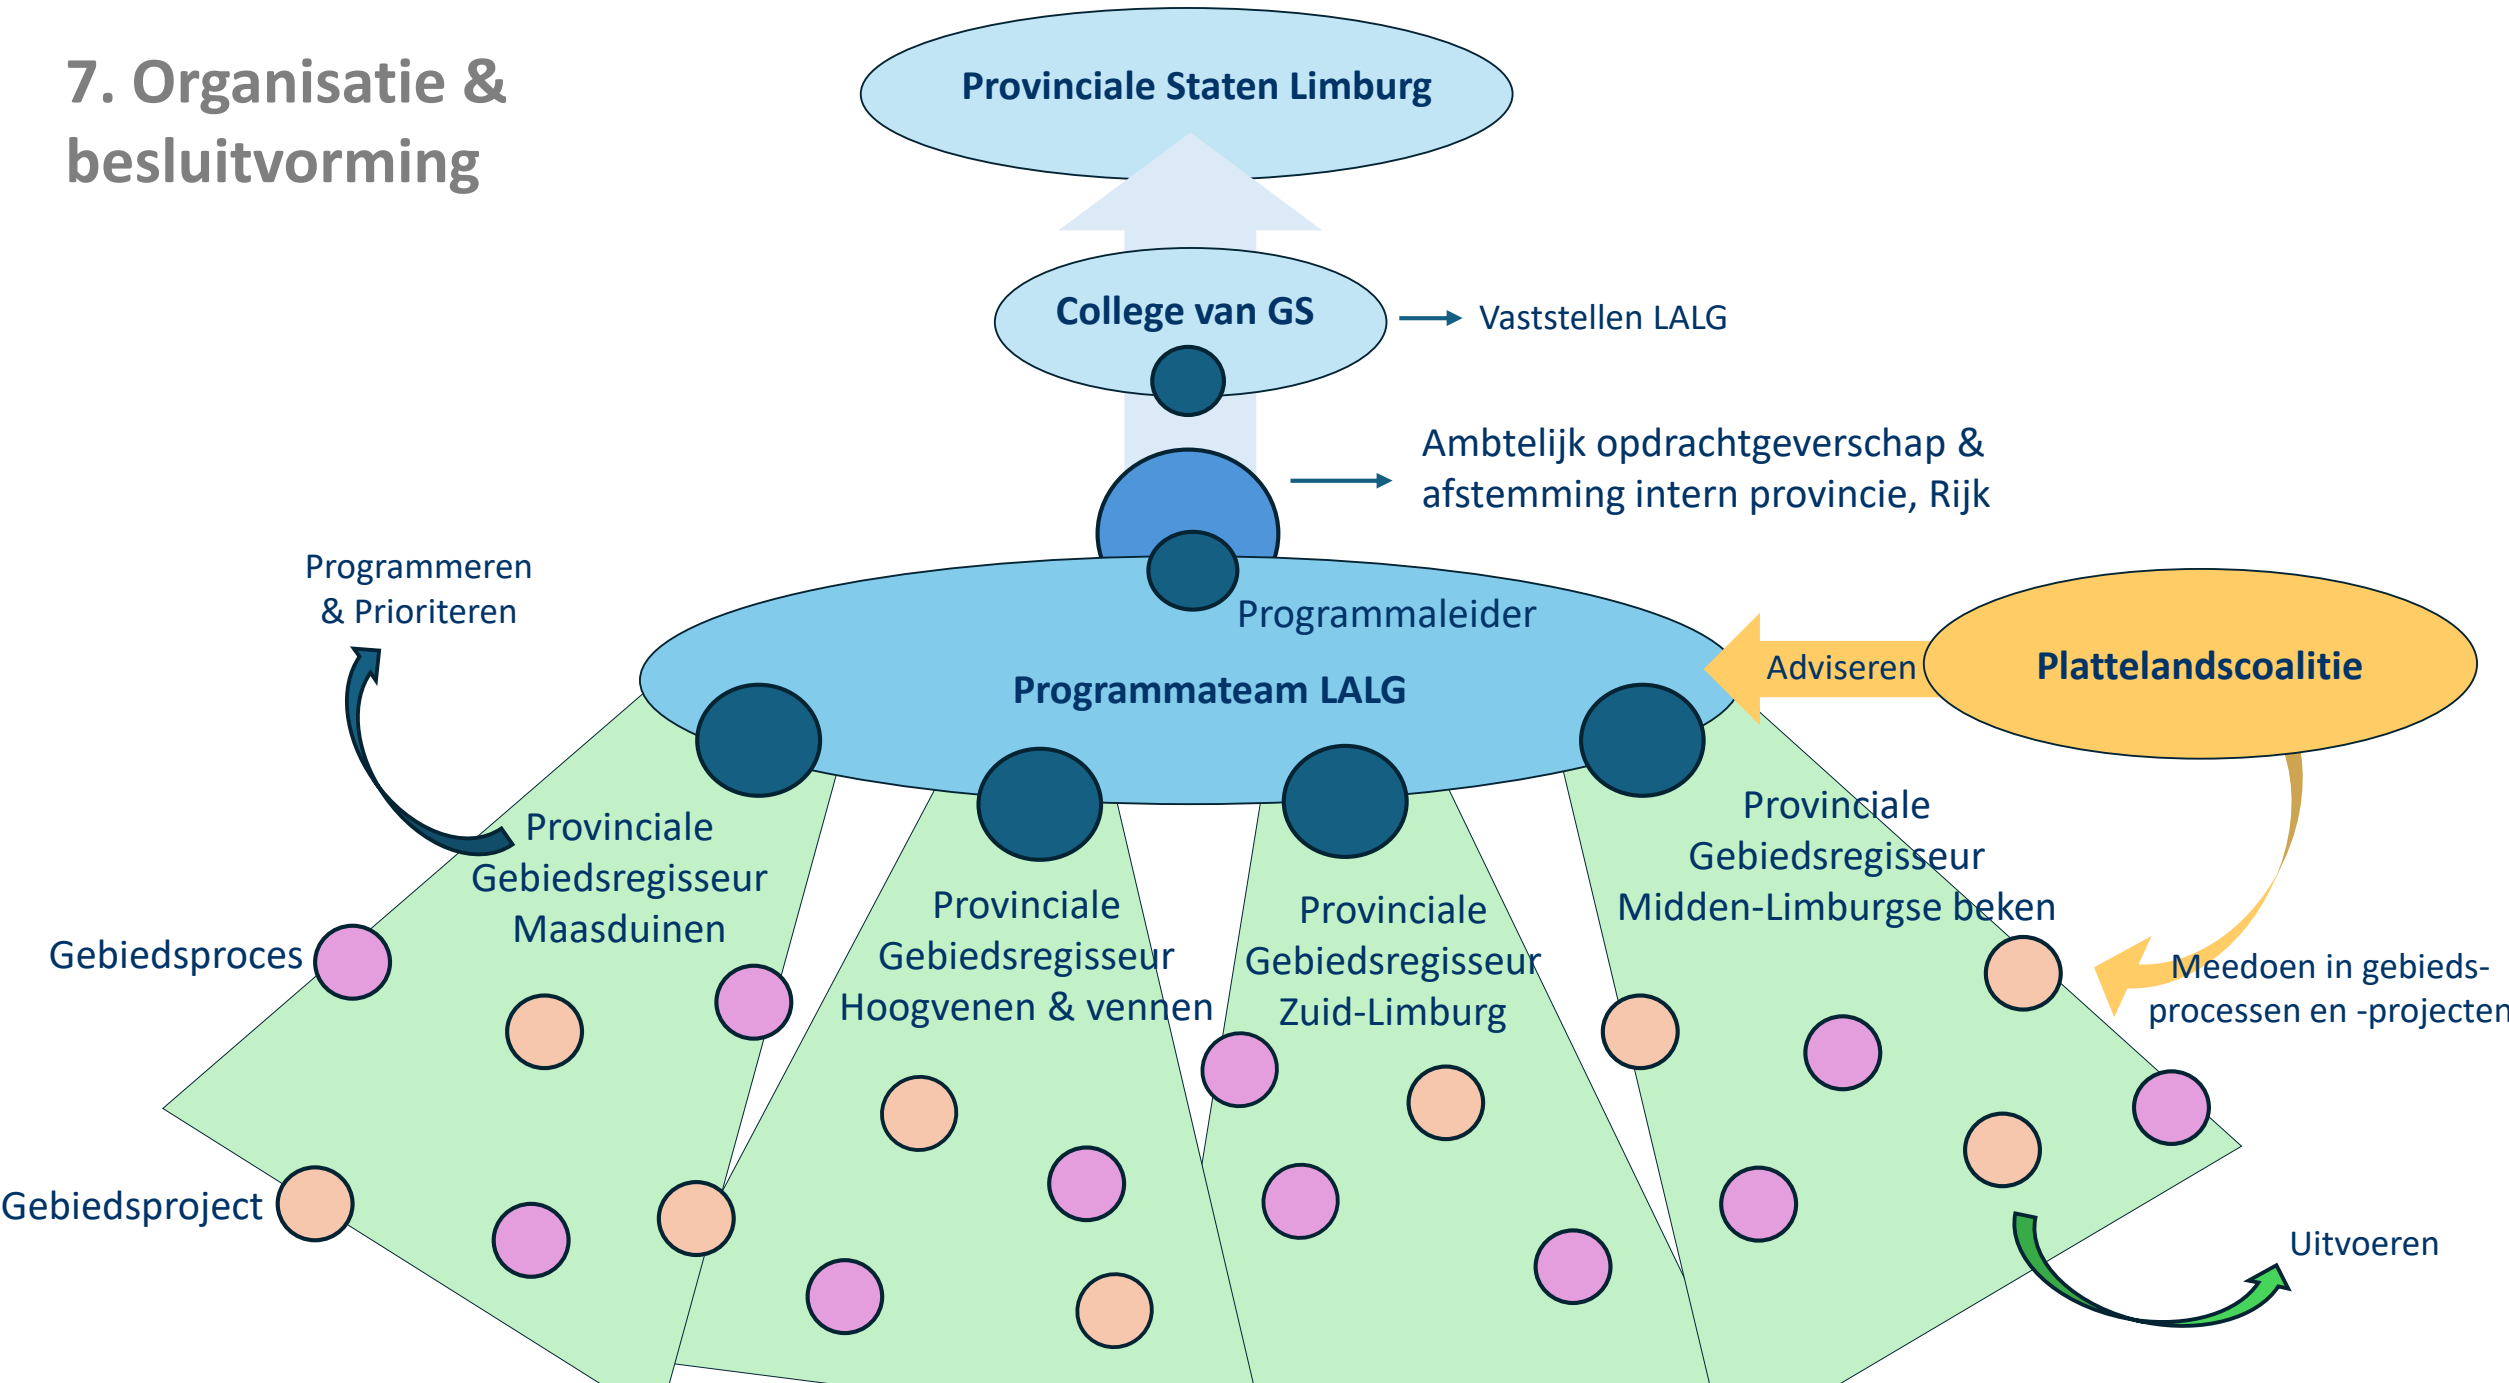 7. Organisatie &
besluitvorming
Provinciale Staten Limburg
College van GS
Vaststellen LALG
Ambtelijk opdrachtgeverschap &
afstemming intern provincie, Rijk
Programmeren
& Prioriteren
Programmaleider
Programmateam LALG
Adviseren
Plattelandscoalitie
Provinciale
Gebiedsregisseur
Maasduinen
Provinciale
Gebiedsregisseur
Hoogvenen & vennen
Provinciale
Gebiedsregisseur
Zuid-Limburg
Provinciale
Gebiedsregisseur
Midden-Limburgse beken
Gebiedsproces
Meedoen in gebieds-
processen en -projecten
Gebiedsproject
Uitvoeren